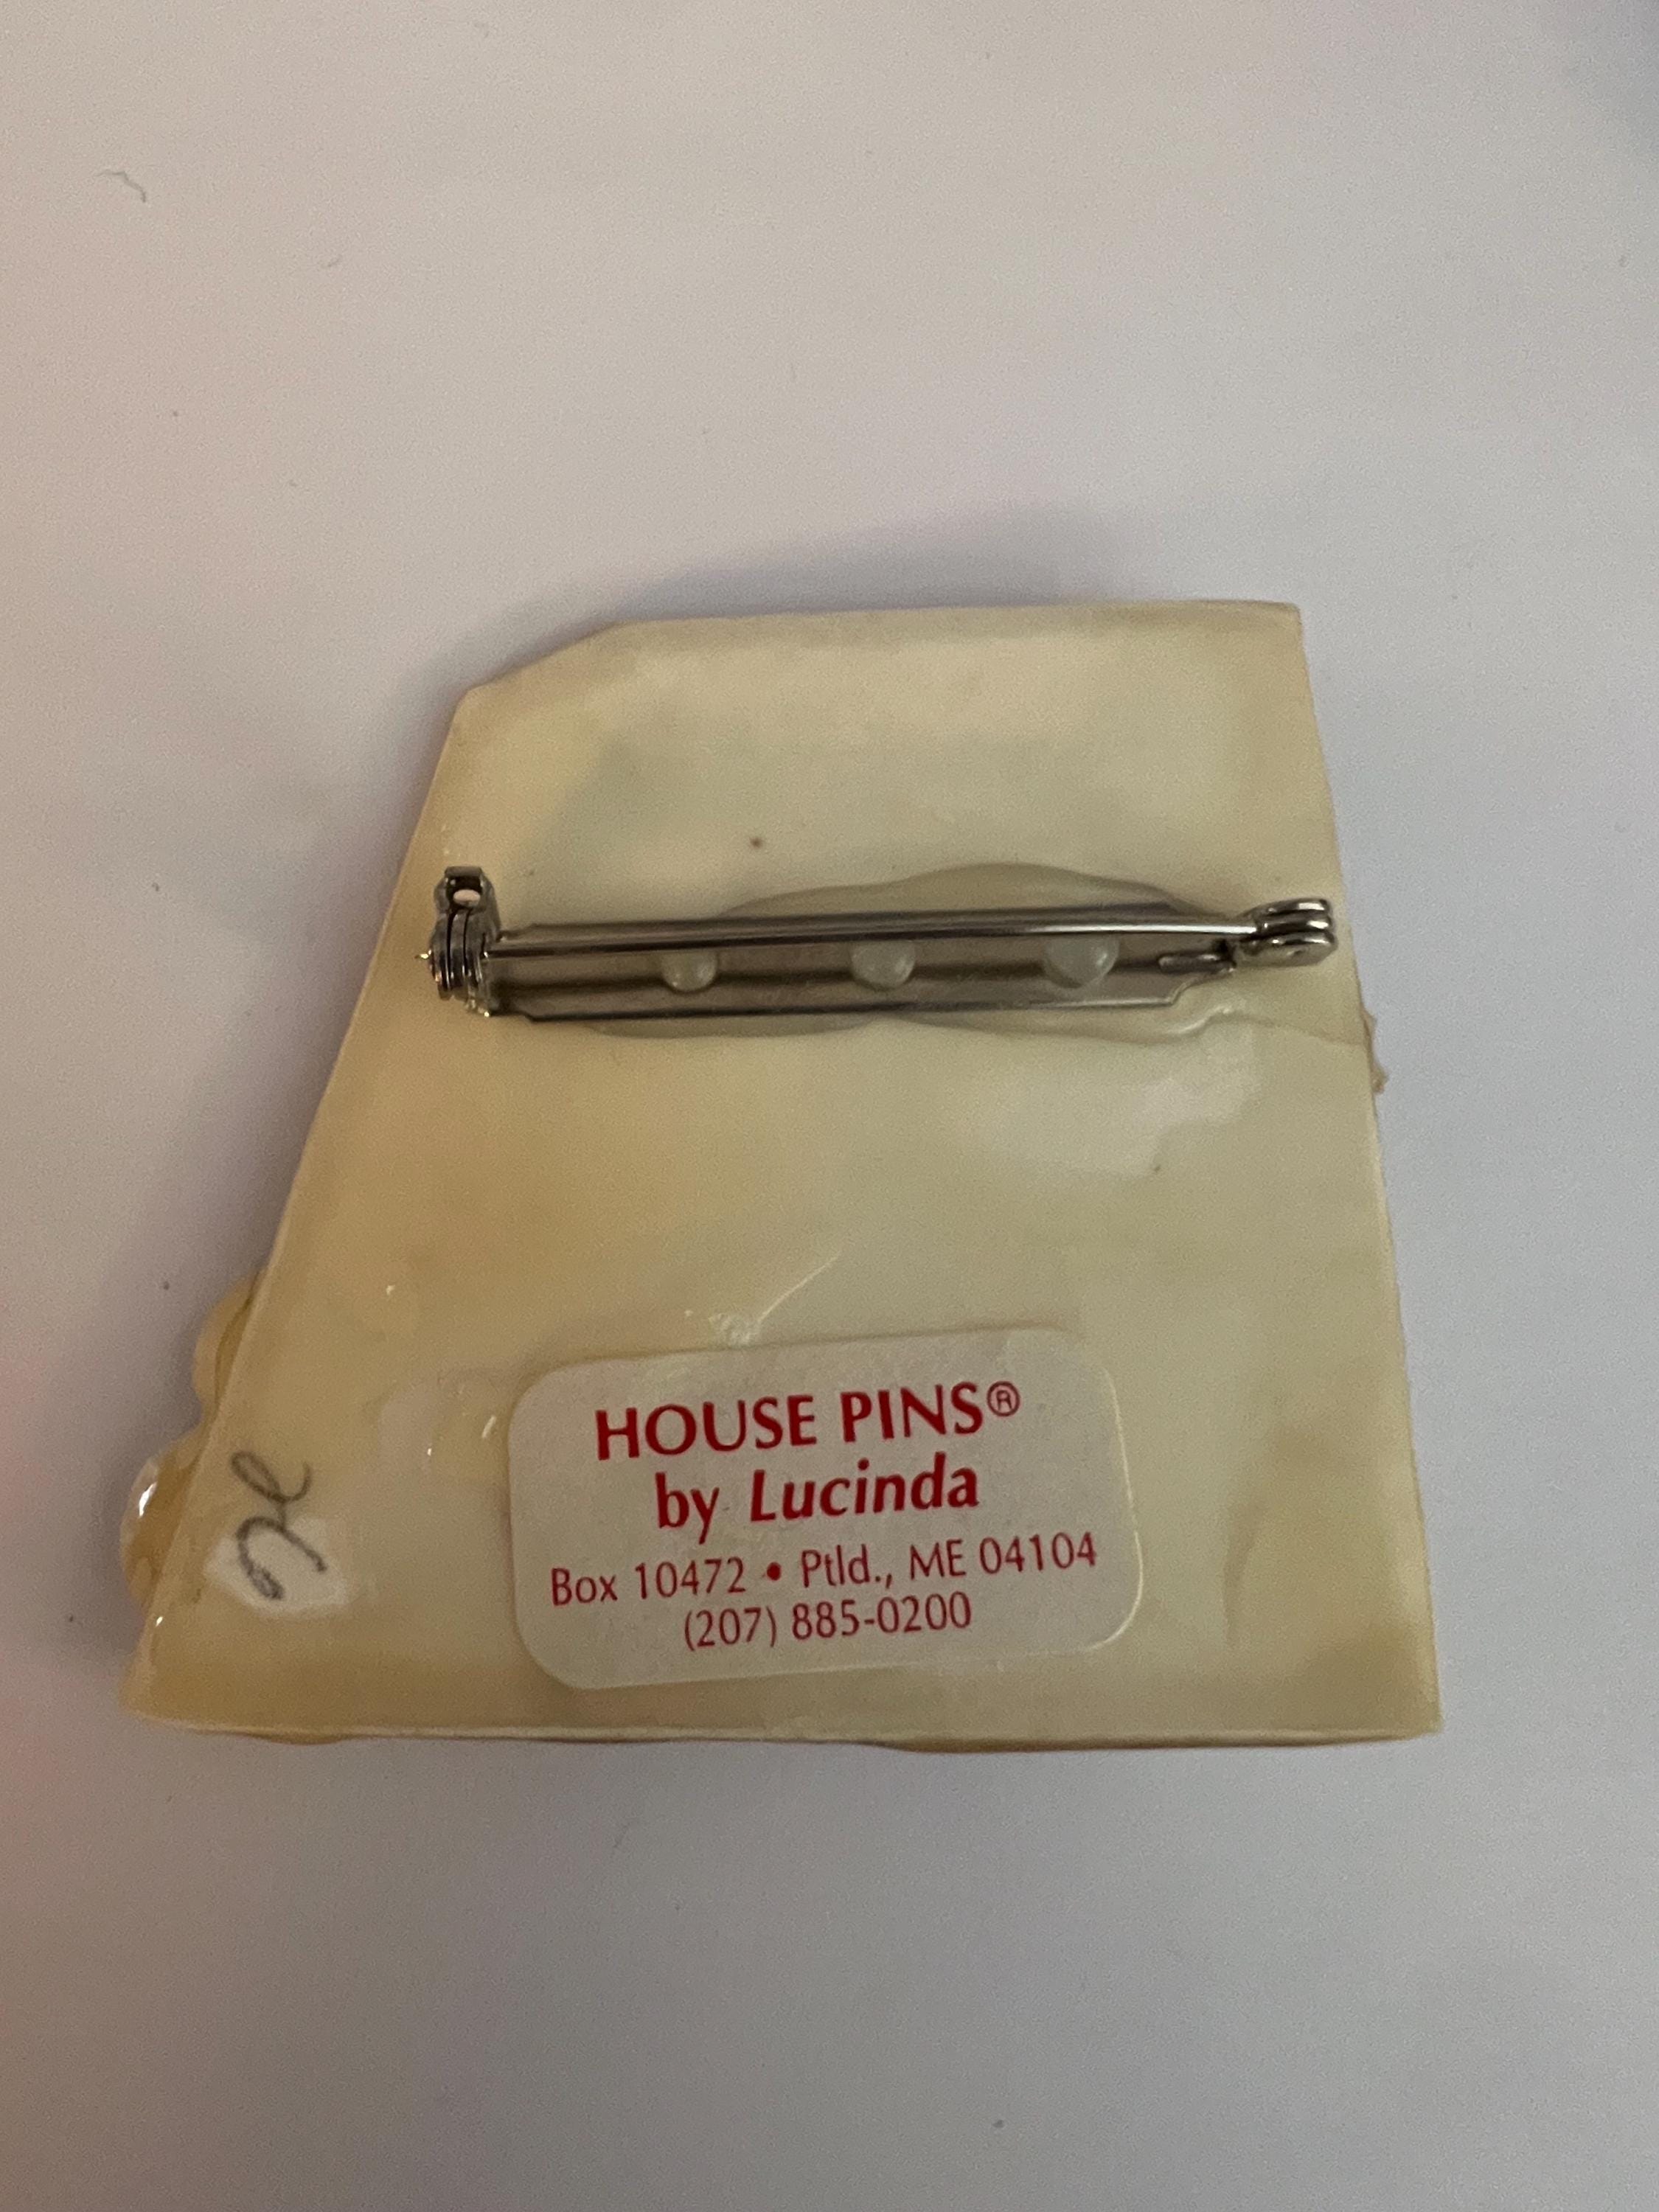 HOUSE PINS®
by Lucinda
Box 10472 • Ptld., ME 04104
(207) 885-0200